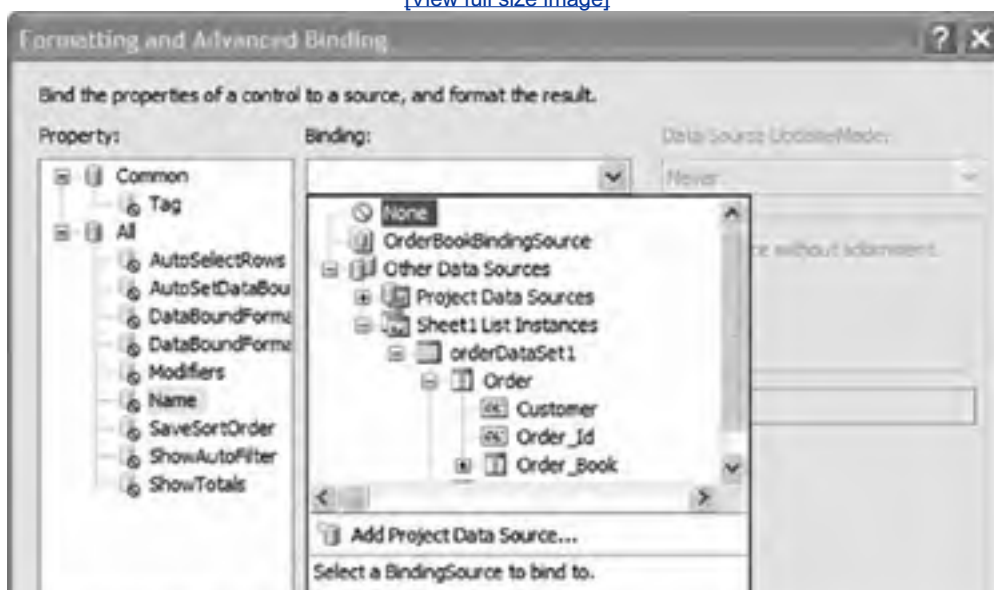 [View full size image]
Formatting and Advanced Binding
Bind the properties of a control to a source, and format the result.
Property:
Binding:
Data Source UpdateMode:
Common
Tag
All
AutoSelectRows
AutoSetDataBou
DataBoundForma
DataBoundForma
Modifiers
Name
SaveSortOrder
ShowAutoFilter
ShowTotals
Never
None
OrderBookBindingSource
Other Data Sources
Project Data Sources
Sheet1 List Instances
orderDataSet1
Order
Customer
Order_Id
Order_Book
without adornment.
Add Project Data Source...
Select a BindingSource to bind to.